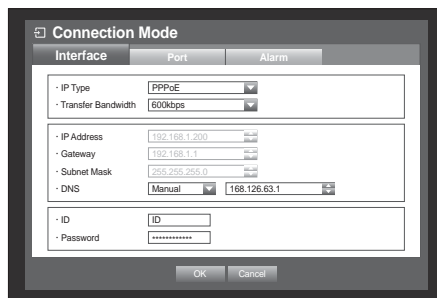 Connection Mode
Interface Port Alarm
· IP Type PPPoE
· Transfer Bandwidth 600kbps
· IP Address 192.168.1.200
· Gateway 192.168.1.1
· Subnet Mask 255.255.255.0
· DNS Manual 168.126.63.1
· ID ID
· Password ************
OK Cancel